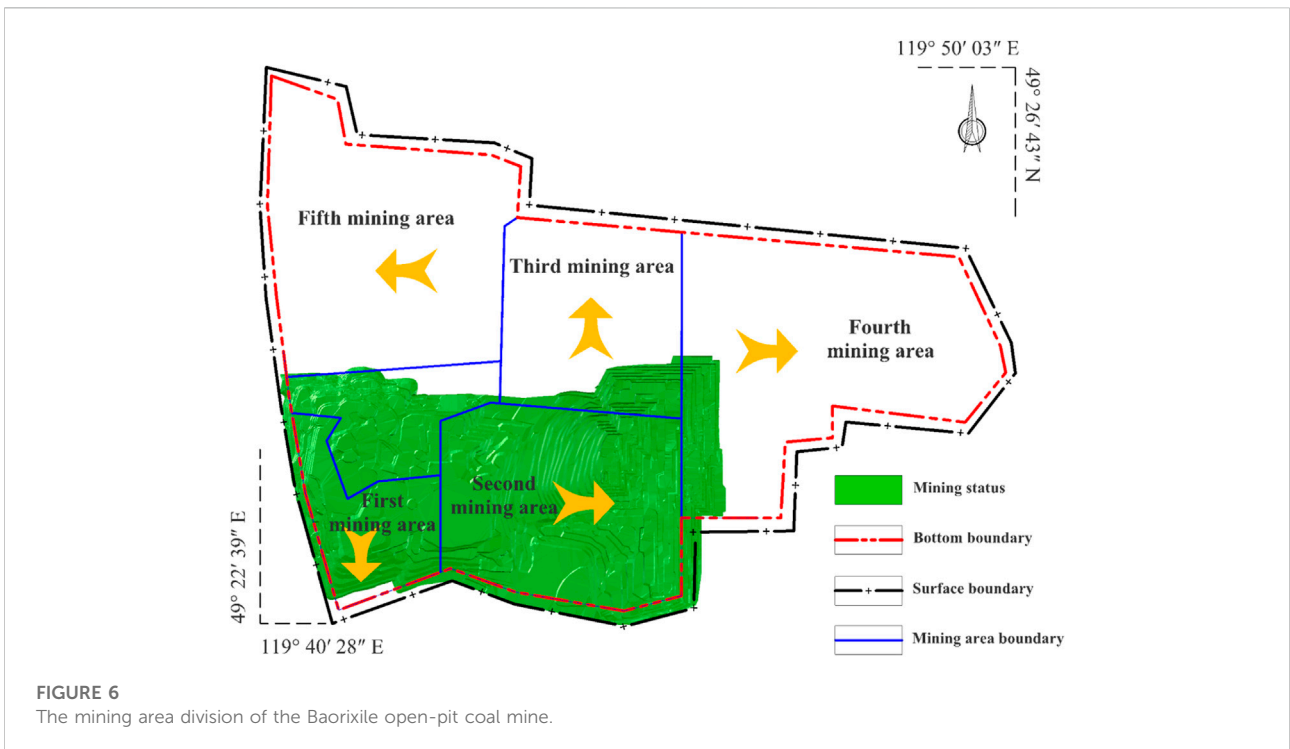 119° 50′ 03″ E
49° 26′ 43″ N
Fifth mining area
Third mining area
Fourth
mining area
First
mining area
Second
mining area
49° 22′ 39″ E
119° 40′ 28″ E
Mining status
Bottom boundary
Surface boundary
Mining area boundary
FIGURE 6
The mining area division of the Baorixile open-pit coal mine.